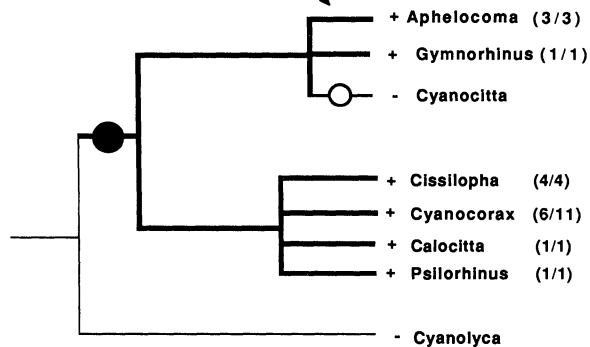 + Aphelocoma (3/3)
+ Gymnorhinus (1/1)
- Cyanocitta
+ Cissilopha (4/4)
+ Cyanocorax (6/11)
+ Calocitta (1/1)
+ Psilorhinus (1/1)
- Cyanolyca